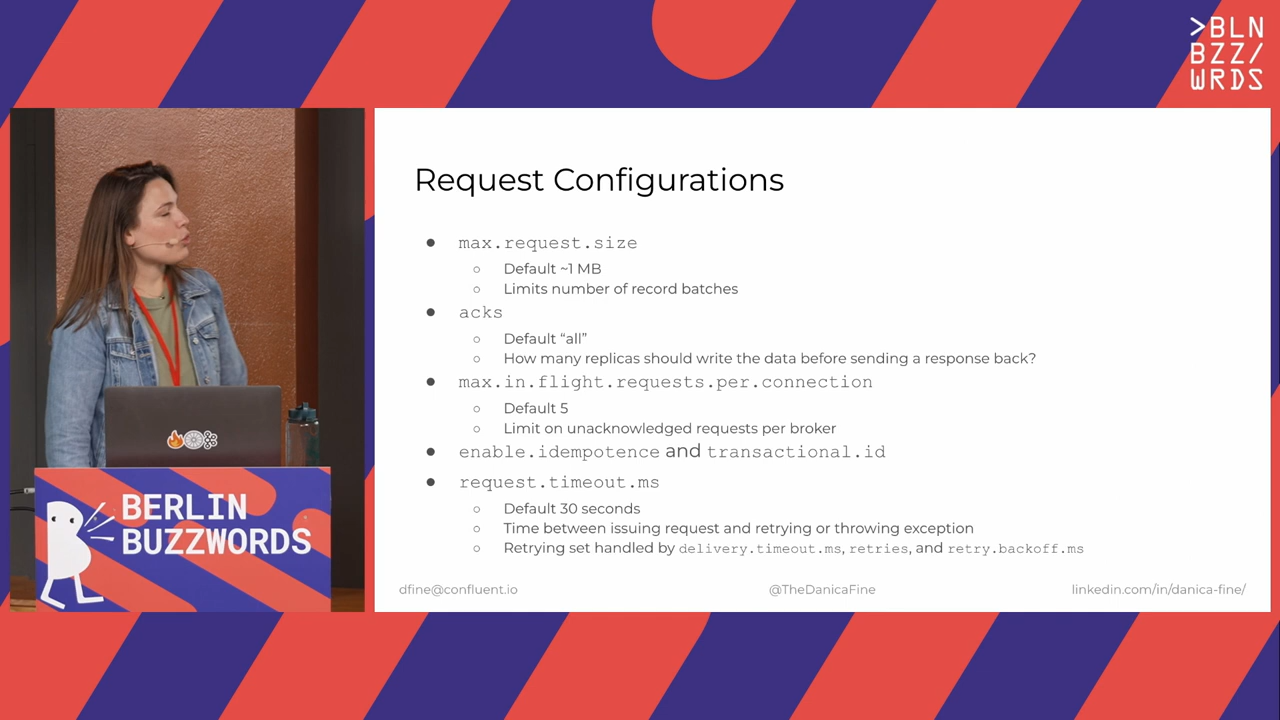 >BLN
BZZ/
WRDS
Request Configurations
max.request.size
Default ~1 MB
Limits number of record batches
acks
Default “all”
How many replicas should write the data before sending a response back?
max.in.flight.requests.per.connection
Default 5
Limit on unacknowledged requests per broker
enable.idempotence and transactional.id
request.timeout.ms
Default 30 seconds
Time between issuing request and retrying or throwing exception
Retrying set handled by delivery.timeout.ms, retries, and retry.backoff.ms
dfine@confluent.io
@TheDanicaFine
linkedin.com/in/danica-fine/
BERLIN
BUZZWORDS